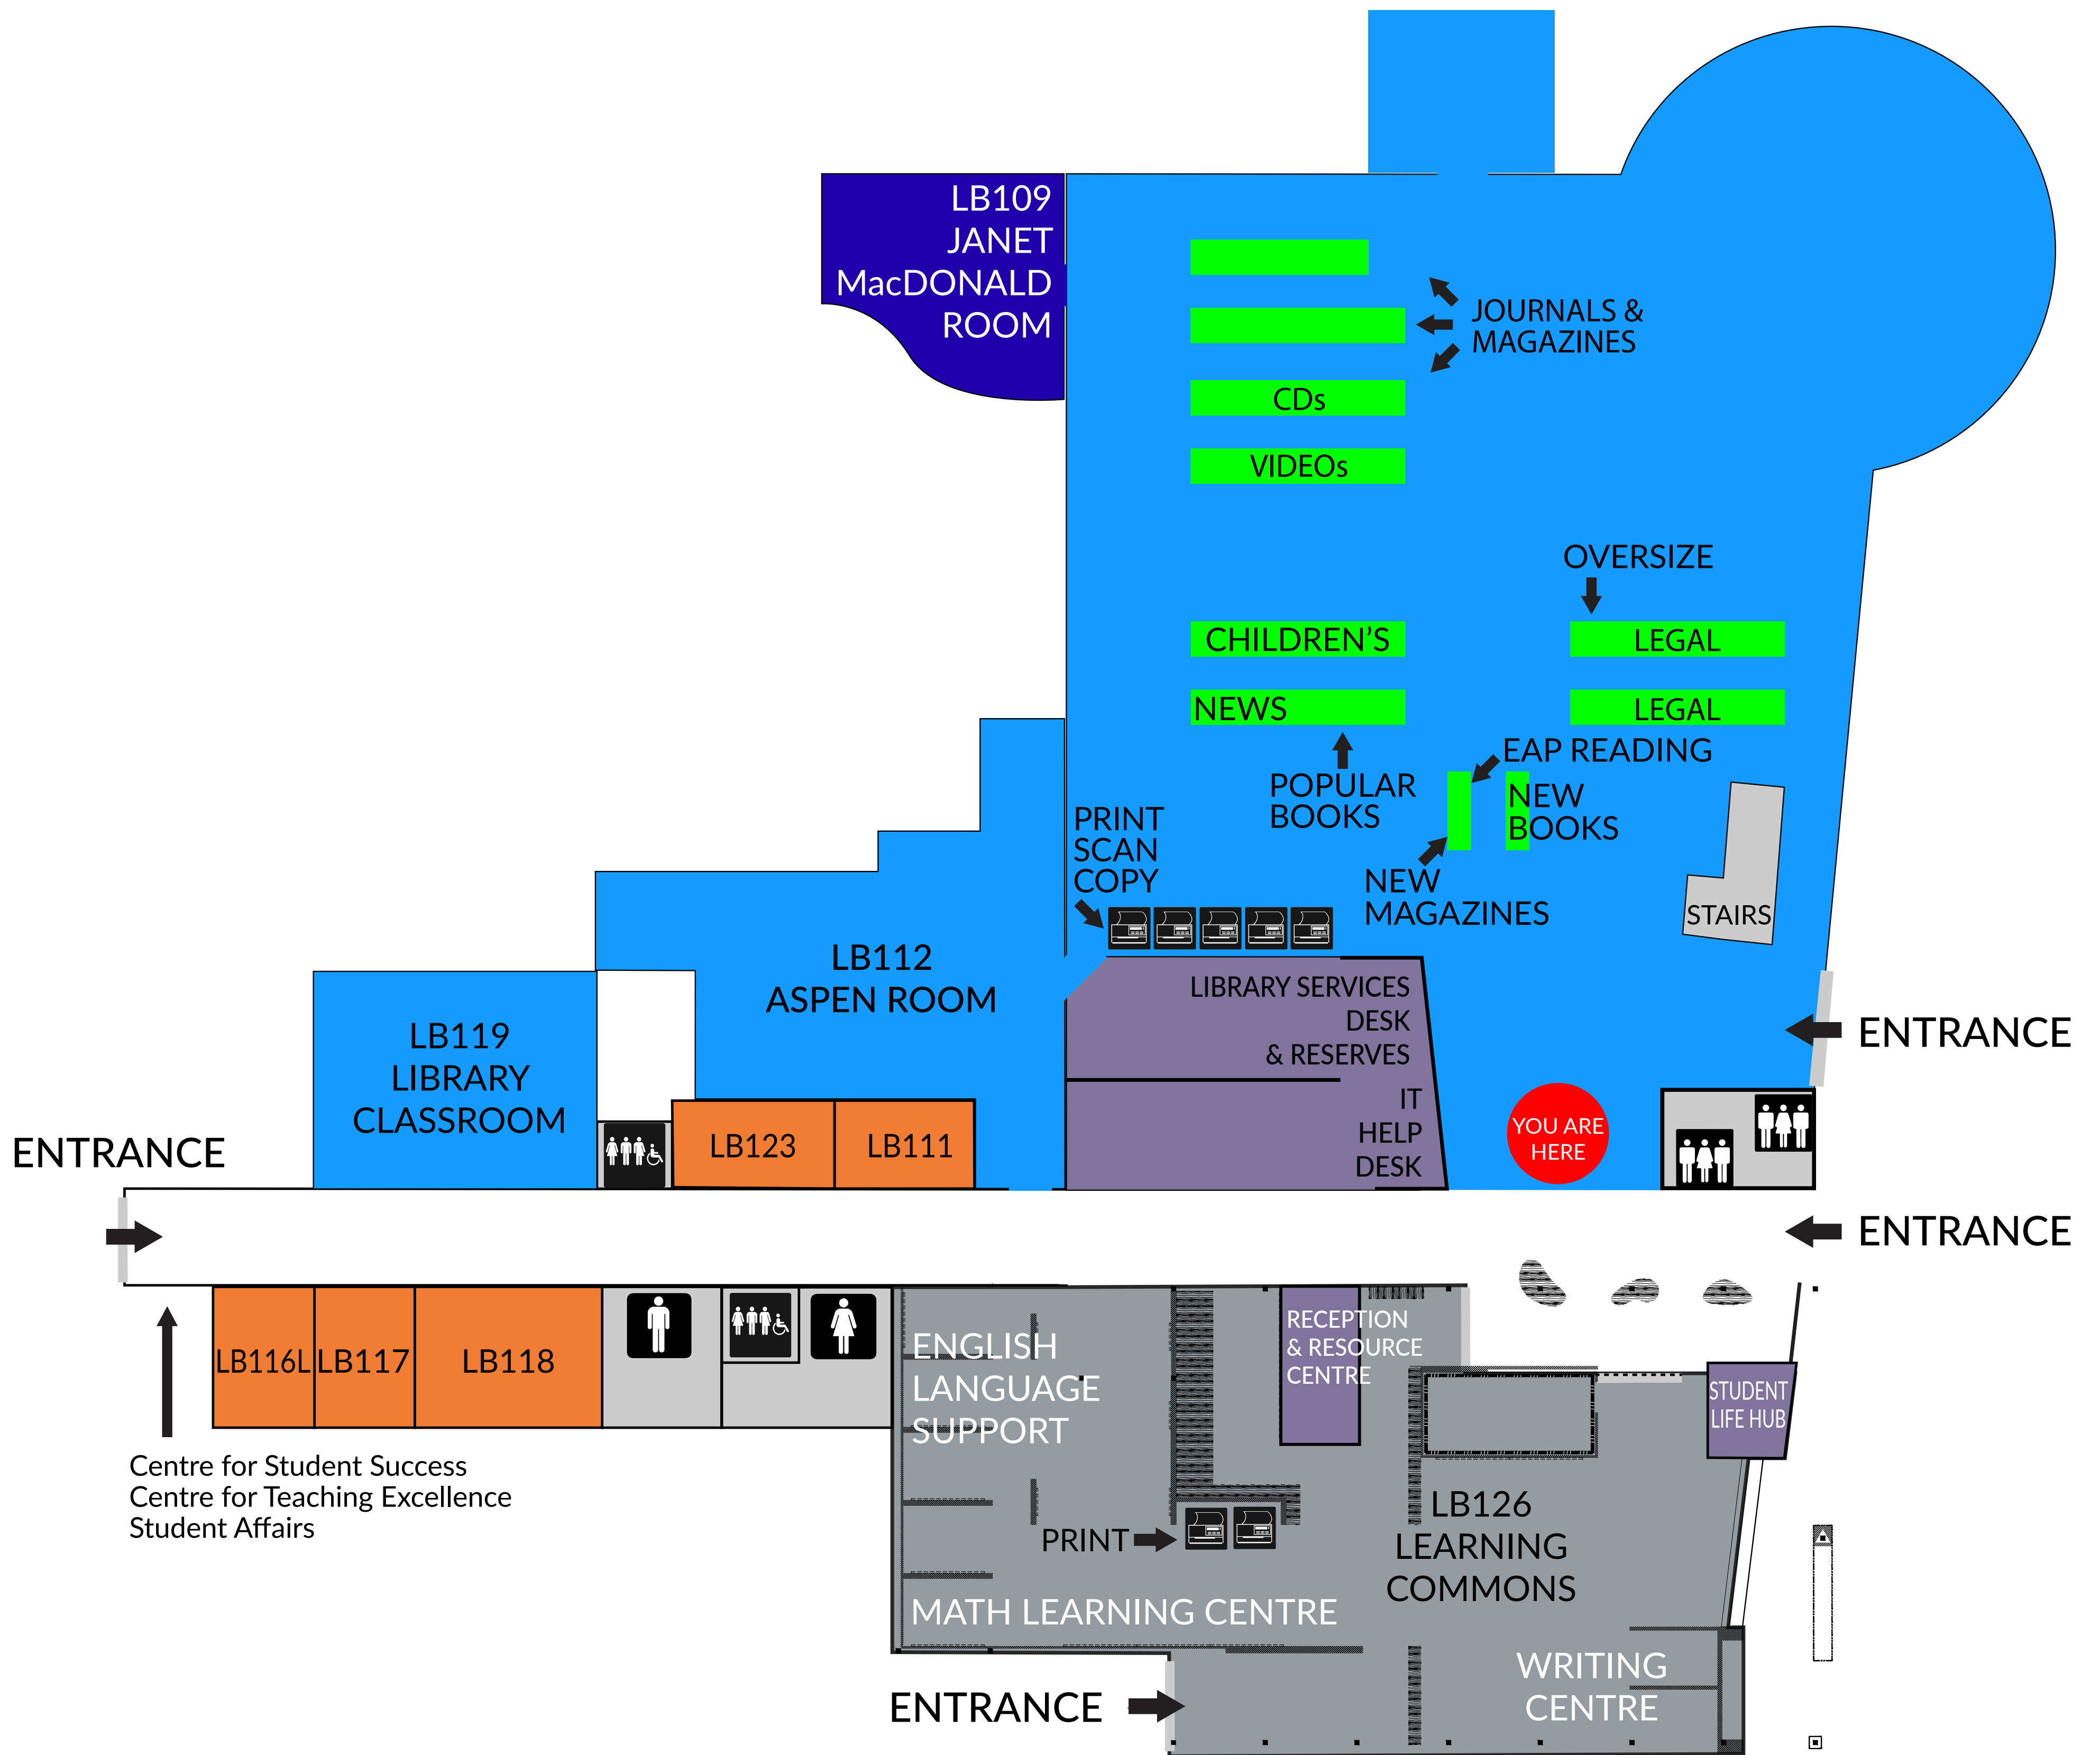 LB109
JANET
MacDONALD
ROOM
JOURNALS &
MAGAZINES
CDs
VIDEOs
OVERSIZE
CHILDREN'S
LEGAL
NEWS
LEGAL
EAP READING
POPULAR
BOOKS
NEW
BOOKS
PRINT
SCAN
COPY
NEW
MAGAZINES
STAIRS
LB112
ASPEN ROOM
LIBRARY SERVICES
DESK
& RESERVES
LB119
LIBRARY
CLASSROOM
ENTRANCE
IT
HELP
DESK
YOU ARE
HERE
LB123
LB111
ENTRANCE
ENTRANCE
RECEPTION
& RESOURCE
CENTRE
LB116L
LB117
LB118
ENGLISH
LANGUAGE
SUPPORT
STUDENT
LIFE HUB
Centre for Student Success
Centre for Teaching Excellence
Student Affairs
LB126
LEARNING
COMMONS
PRINT
MATH LEARNING CENTRE
WRITING
CENTRE
ENTRANCE